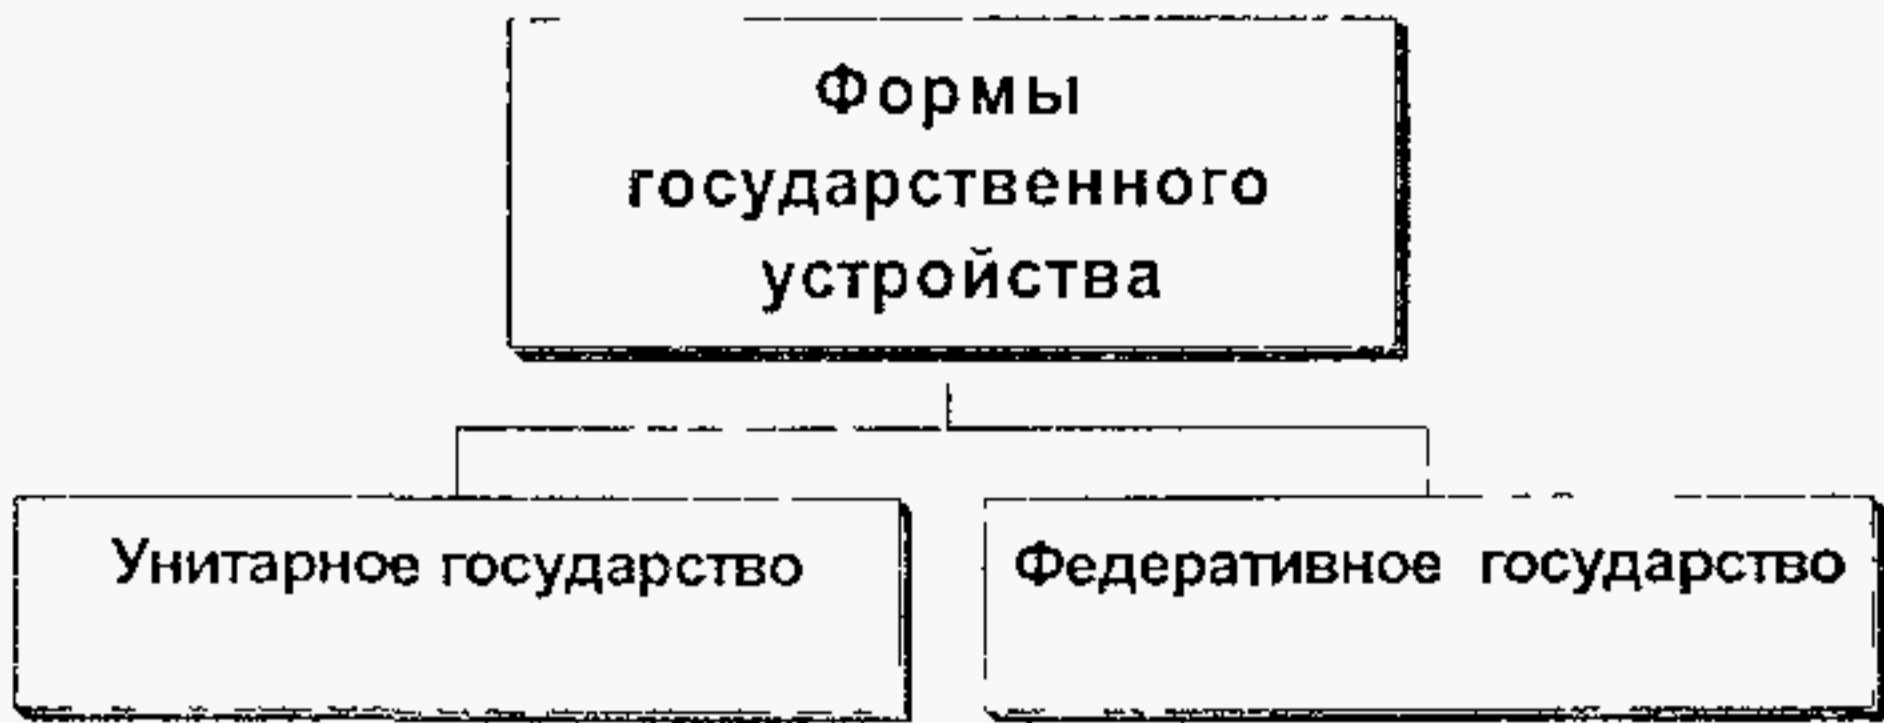 Формы
государственного
устройства
Унитарное государство
Федеративное государство